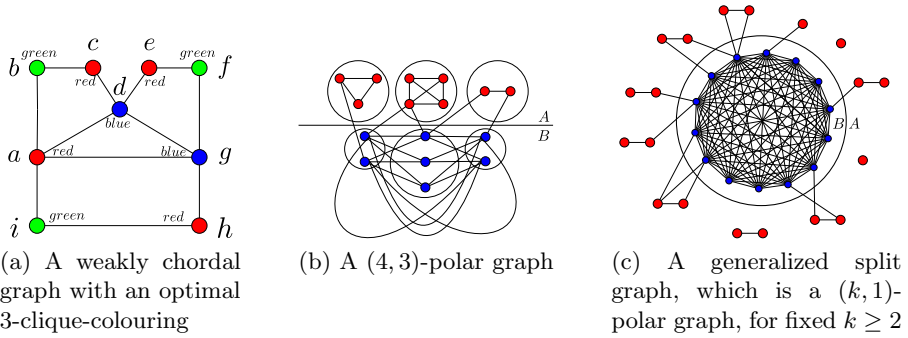 b green c red e red green f
d
blue
a red blue g
i green red h
A
B
B A
(a) A weakly chordal
graph with an optimal
3-clique-colouring
(b) A (4, 3)-polar graph
(c) A generalized split
graph, which is a (k, 1)-
polar graph, for fixed k ≥ 2